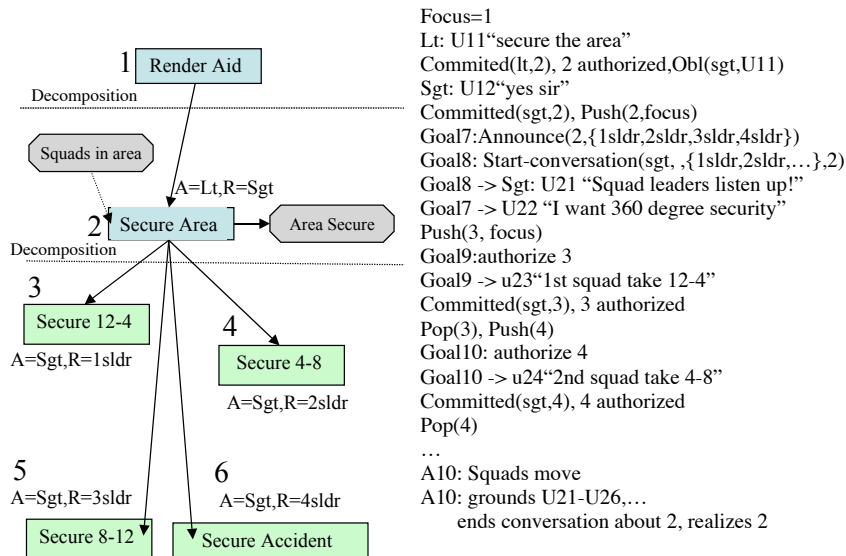 1
Render Aid
Decomposition
Squads in area
A=Lt,R=Sgt
2
Secure Area
Area Secure
Decomposition
3
Secure 12-4
A=Sgt,R=1sldr
4
Secure 4-8
A=Sgt,R=2sldr
5
A=Sgt,R=3sldr
Secure 8-12
6
A=Sgt,R=4sldr
Secure Accident
Focus=1
Lt: U11“secure the area”
Commited(lt,2), 2 authorized,Obl(sgt,U11)
Sgt: U12“yes sir”
Committed(sgt,2), Push(2,focus)
Goal7:Announce(2,{1sldr,2sldr,3sldr,4sldr})
Goal8: Start-conversation(sgt, ,{1sldr,2sldr,…},2)
Goal8 -> Sgt: U21 “Squad leaders listen up!”
Goal7 -> U22 “I want 360 degree security”
Push(3, focus)
Goal9:authorize 3
Goal9 -> u23“1st squad take 12-4”
Committed(sgt,3), 3 authorized
Pop(3), Push(4)
Goal10: authorize 4
Goal10 -> u24“2nd squad take 4-8”
Committed(sgt,4), 4 authorized
Pop(4)
…
A10: Squads move
A10: grounds U21-U26,…
ends conversation about 2, realizes 2